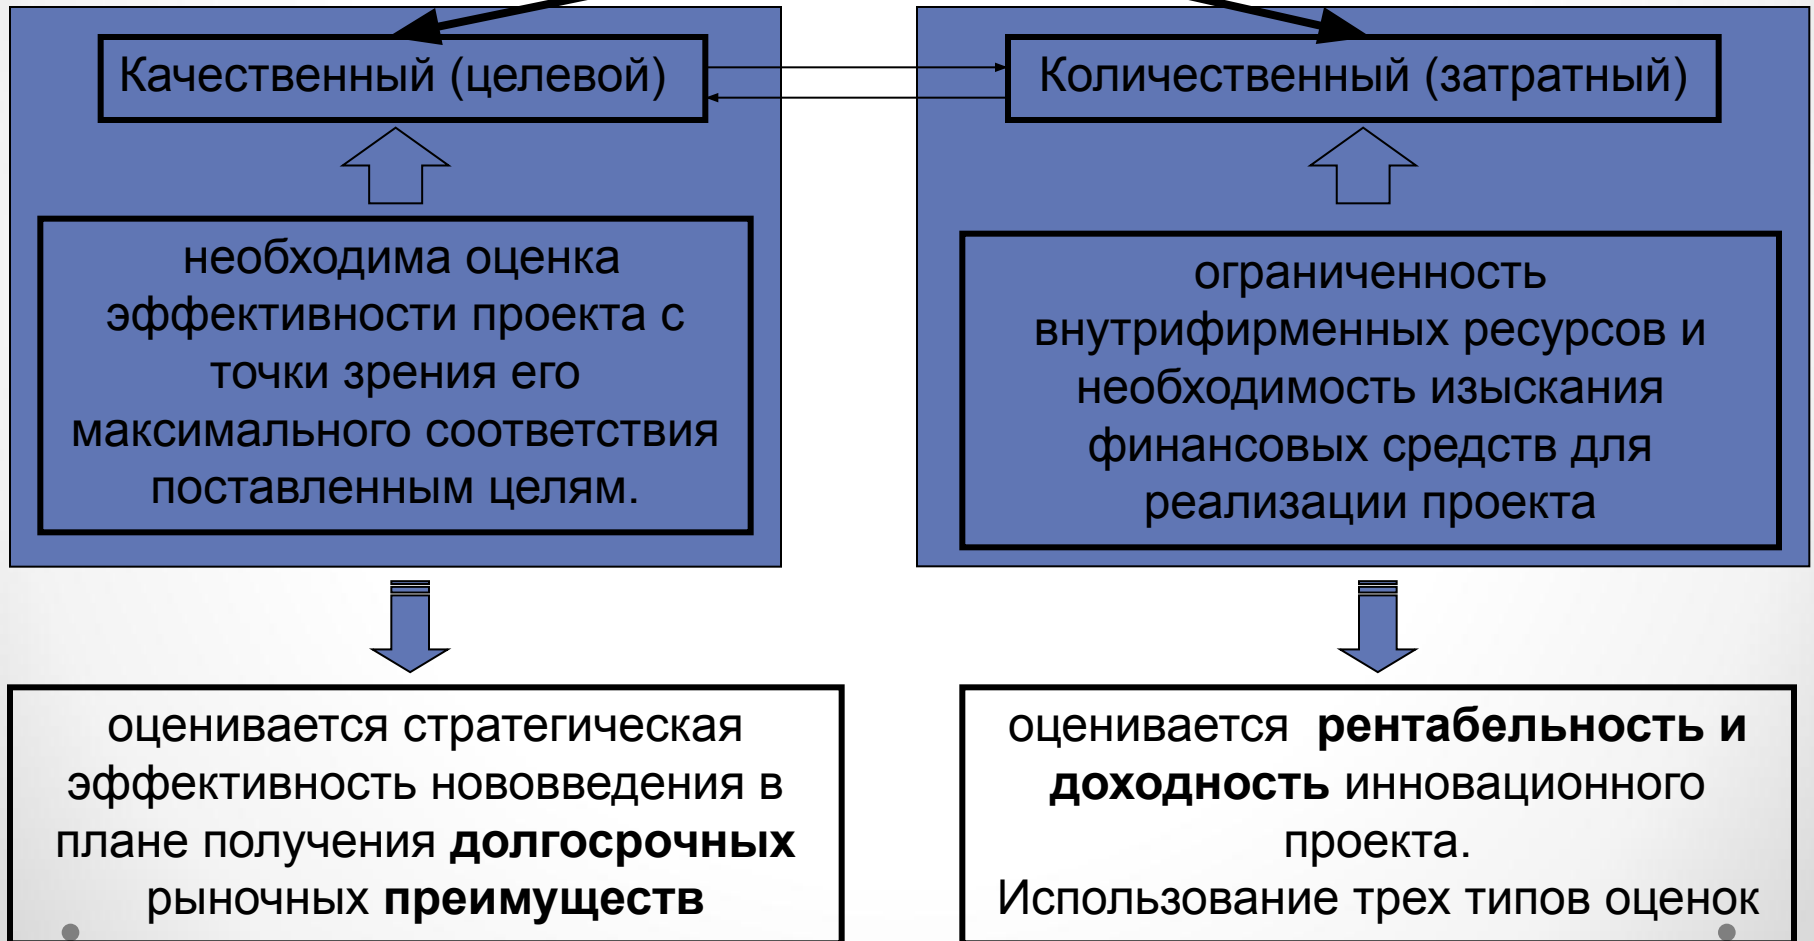 Качественный (целевой)
Количественный (затратный)
необходима оценка
эффективности проекта с
точки зрения его
максимального соответствия
поставленным целям.
ограниченность
внутрифирменных ресурсов и
необходимость изыскания
финансовых средств для
реализации проекта
оценивается стратегическая
эффективность нововведения в
плане получения долгосрочных
рыночных преимуществ
оценивается рентабельность и
доходность инновационного
проекта.
Использование трех типов оценок